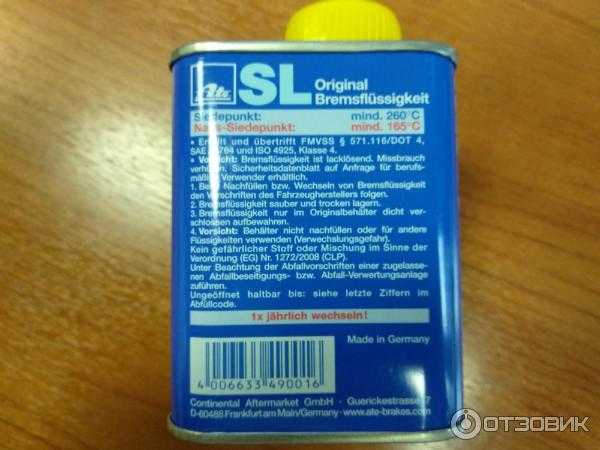 Ate SL Original
Bremsflüssigkeit
Siedepunkt: mind. 260°C
Nass-Siedepunkt: mind. 165°C
• Erfüllt und übertrifft FMVSS § 571.116/DOT 4,
SAE J1704 und ISO 4925, Klasse 4.
• Vorsicht: Bremsflüssigkeit ist lacklösend. Missbrauch
verhüten. Sicherheitsdatenblatt auf Anfrage für berufs-
mäßige Verwender erhältlich.
1. Beim Nachfüllen bzw. Wechseln von Bremsflüssigkeit
den Vorschriften des Fahrzeugherstellers folgen.
2. Bremsflüssigkeit sauber und trocken lagern.
3. Bremsflüssigkeit nur im Originalbehälter dicht ver-
schlossen aufbewahren.
4. Vorsicht: Behälter nicht nachfüllen oder für andere
Flüssigkeiten verwenden (Verwechslungsgefahr).
Kein gefährlicher Stoff oder Mischung im Sinne der
Verordnung (EG) Nr. 1272/2008 (CLP).
Unter Beachtung der Abfallvorschriften einer zugelasse-
nen Abfallbeseitigungs- bzw. Abfall-Verwertungsanlage
zuführen.
Ungeöffnet haltbar bis: siehe letzte Ziffern im
Abfüllcode.
1x jährlich wechseln!
Made in Germany
4 006633 490016
Continental Aftermarket GmbH · Guerickestrasse 7
D-60488 Frankfurt am Main/Germany · www.ate-brakes.com
ОТЗОВИК